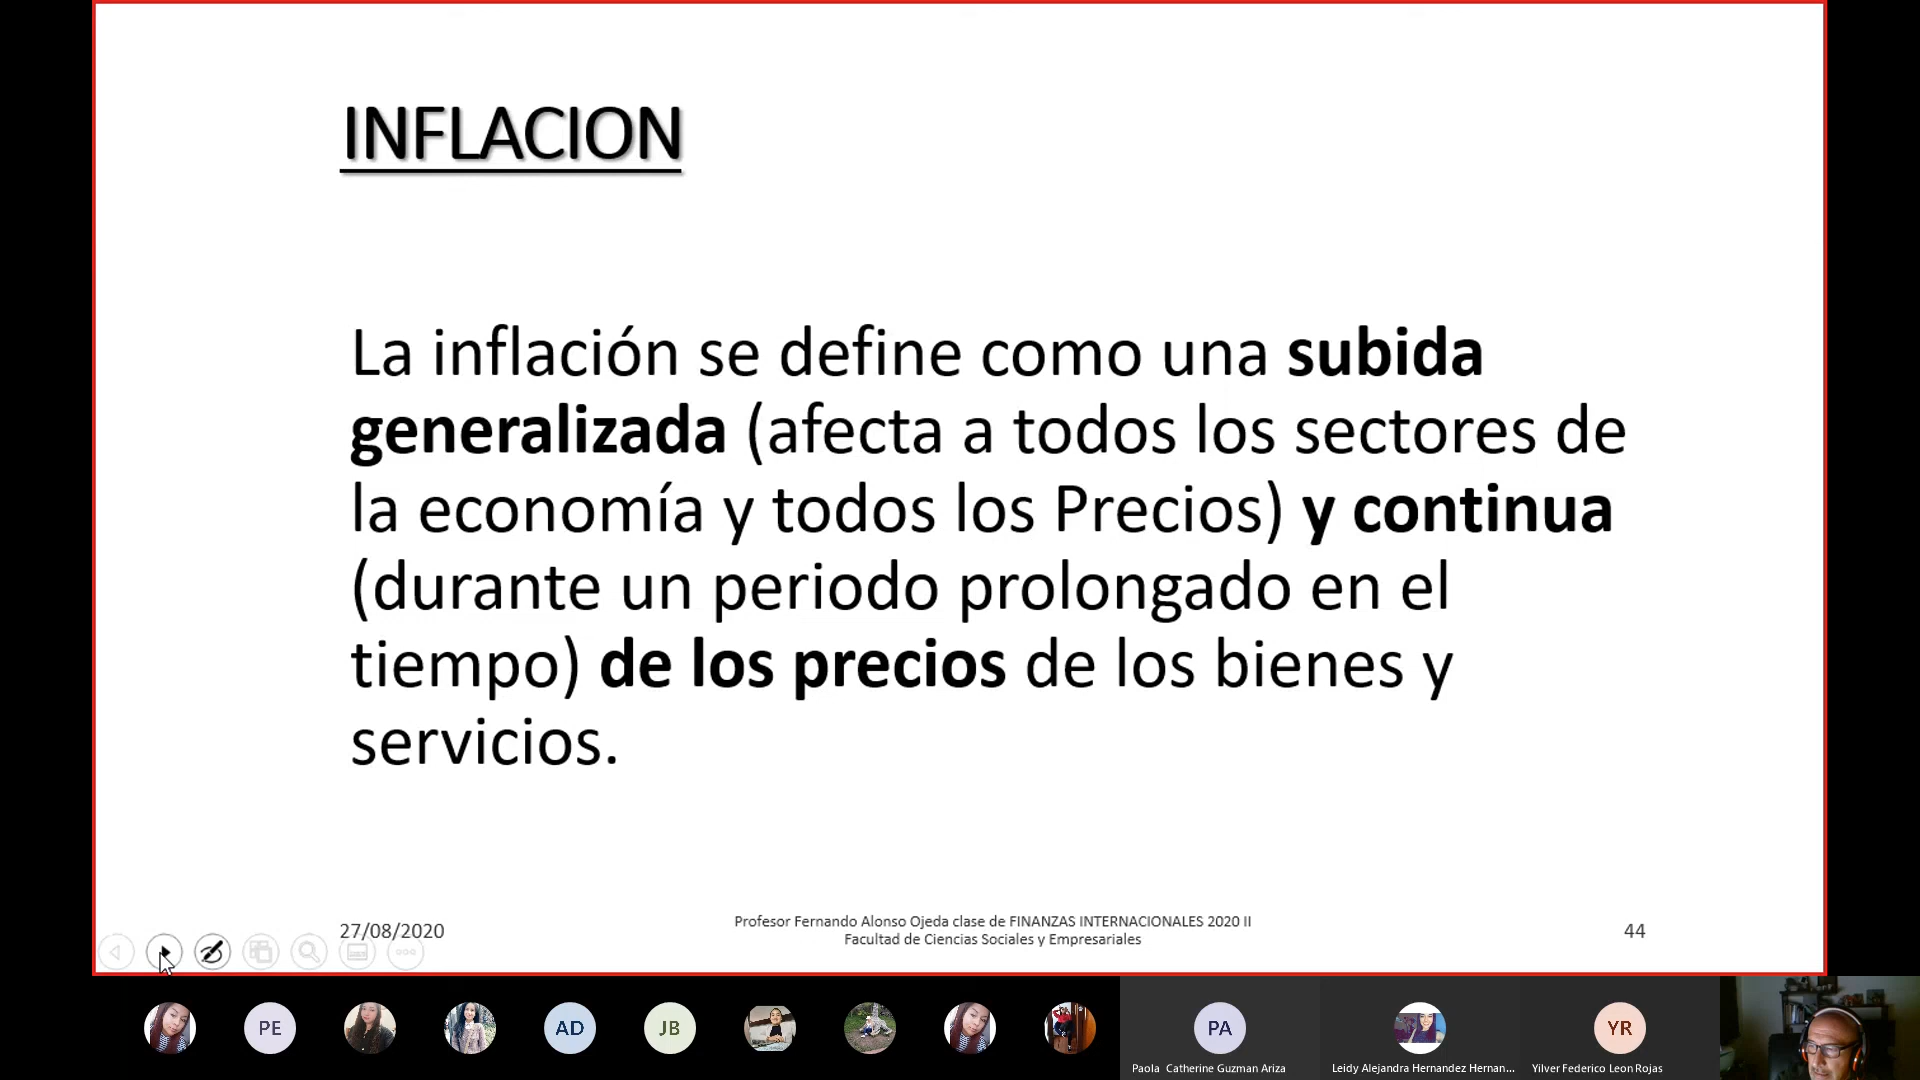 INFLACION
La inflación se define como una subida
generalizada (afecta a todos los sectores de
la economía y todos los Precios) y continua
(durante un periodo prolongado en el
tiempo) de los precios de los bienes y
servicios.
27/08/2020
Profesor Fernando Alonso Ojeda clase de FINANZAS INTERNACIONALES 2020 II
Facultad de Ciencias Sociales y Empresariales
44
PE
AD
JB
PA
YR
Paola Catherine Guzman Ariza
Leidy Alejandra Hernandez Hernan...
Yilver Federico Leon Rojas